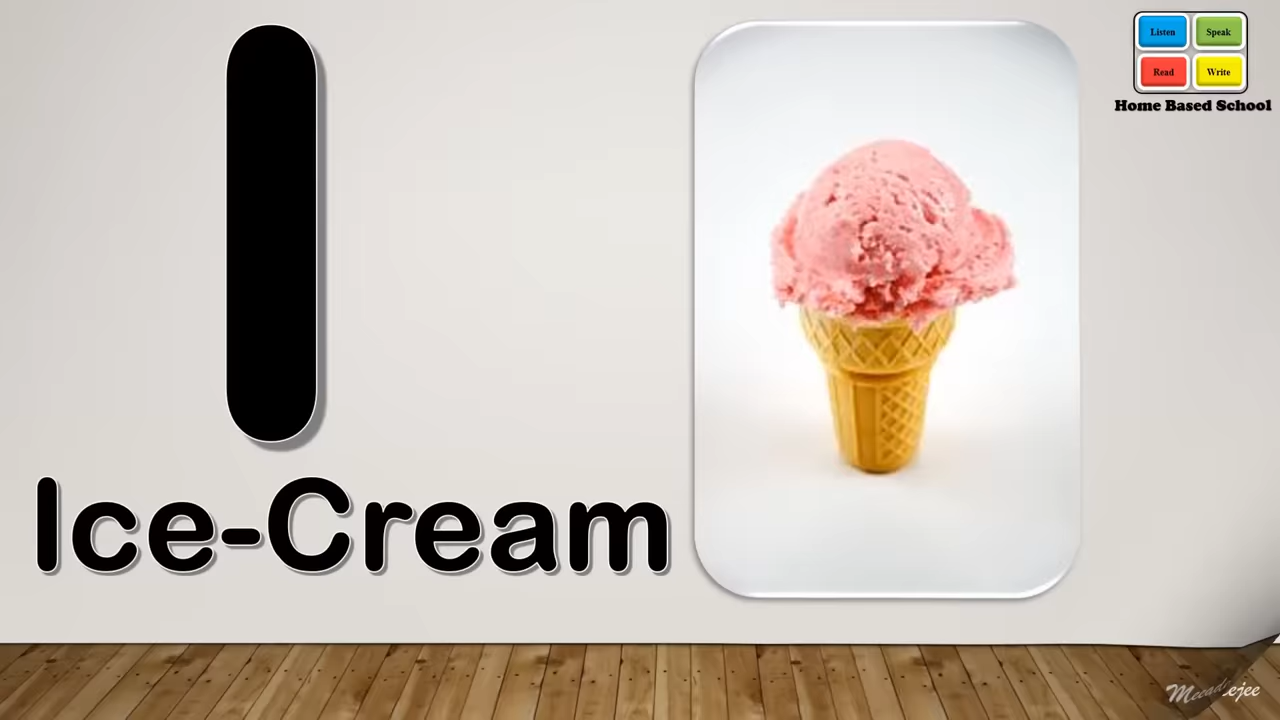 I
Ice-Cream
Listen Speak
Read Write
Home Based School